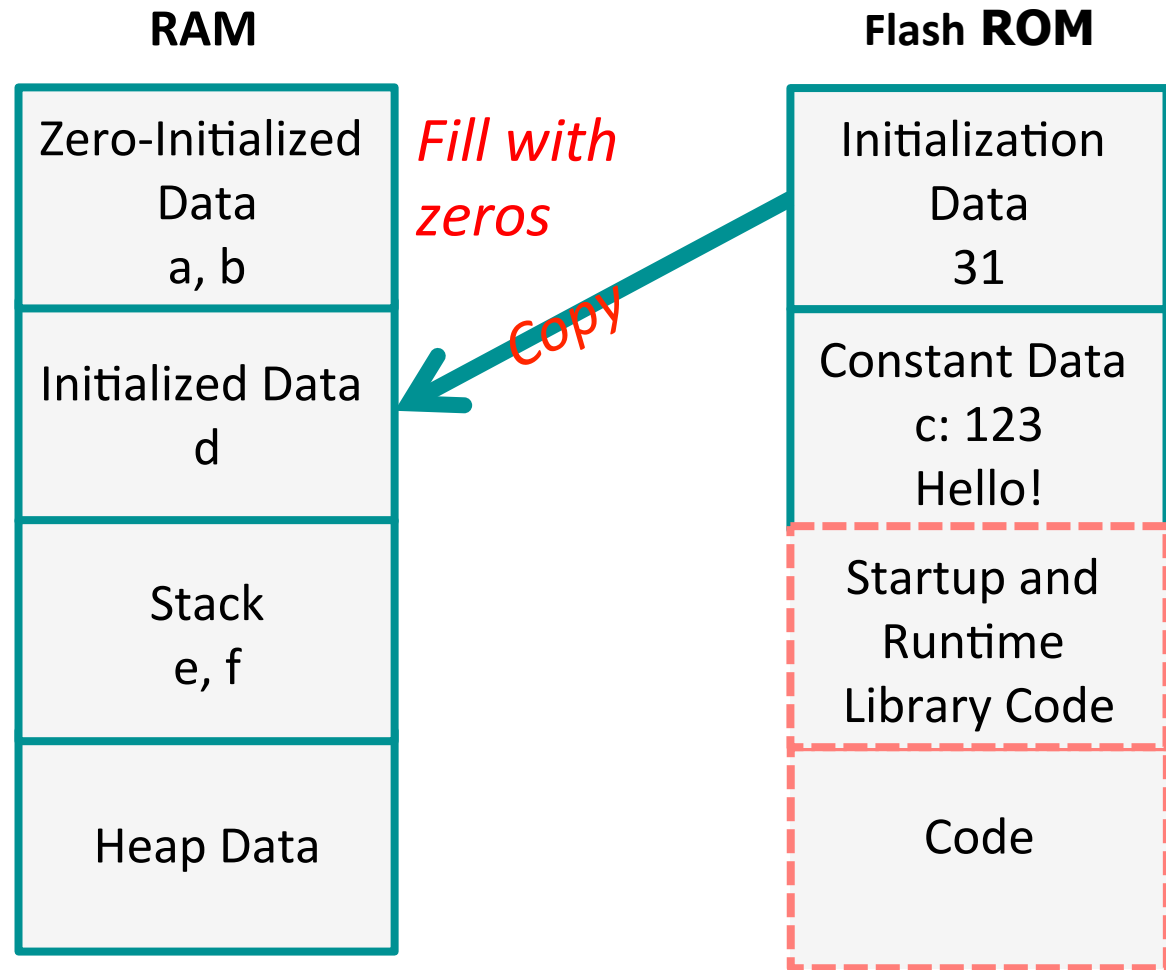 RAM
Zero-Initialized
Data
a, b
Fill with
zeros
Copy
Initialized Data
d
Stack
e, f
Heap Data
Flash ROM
Initialization
Data
31
Constant Data
c: 123
Hello!
Startup and
Runtime
Library Code
Code